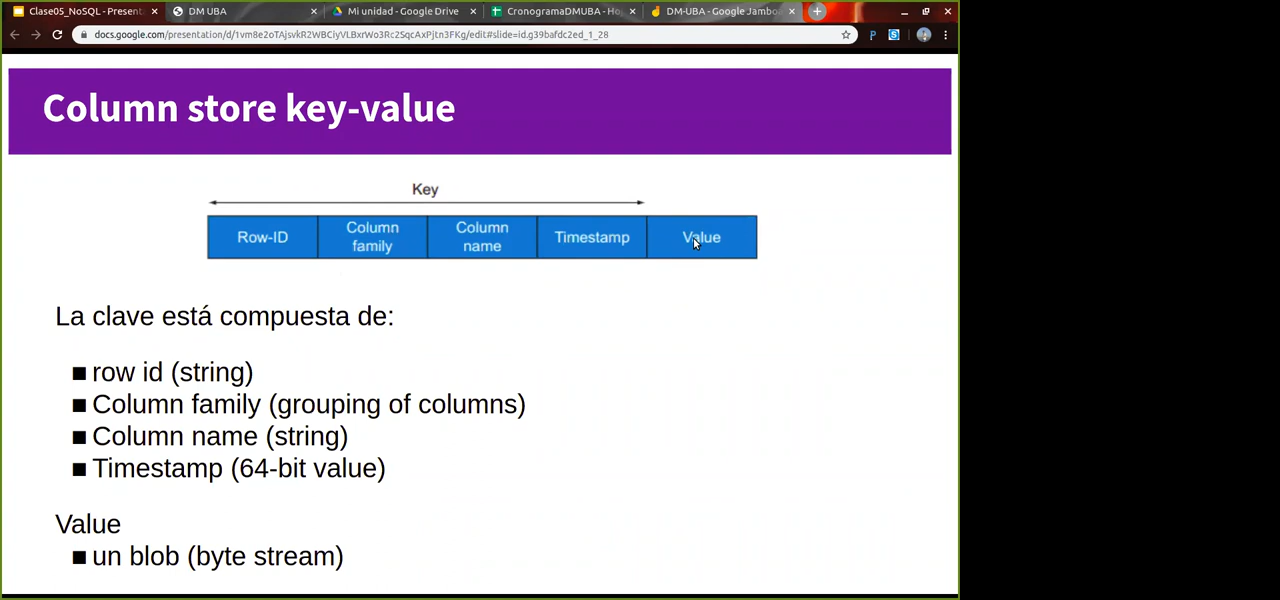 Clase05_NoSQL - Present
DM UBA
Mi unidad - Google Drive
CronogramaDMUBA - Ho
DM-UBA - Google Jambo
docs.google.com/presentation/d/1vm8e2oTAjsvkR2WBCiyVLBxrWo3Rc2SqcAxPjtn3FKg/edit#slide=id.g39bafdc2ed_1_28
Column store key-value
Key
Row-ID
Column
family
Column
name
Timestamp
Value
La clave está compuesta de:
■ row id (string)
■ Column family (grouping of columns)
■ Column name (string)
■ Timestamp (64-bit value)
Value
■ un blob (byte stream)